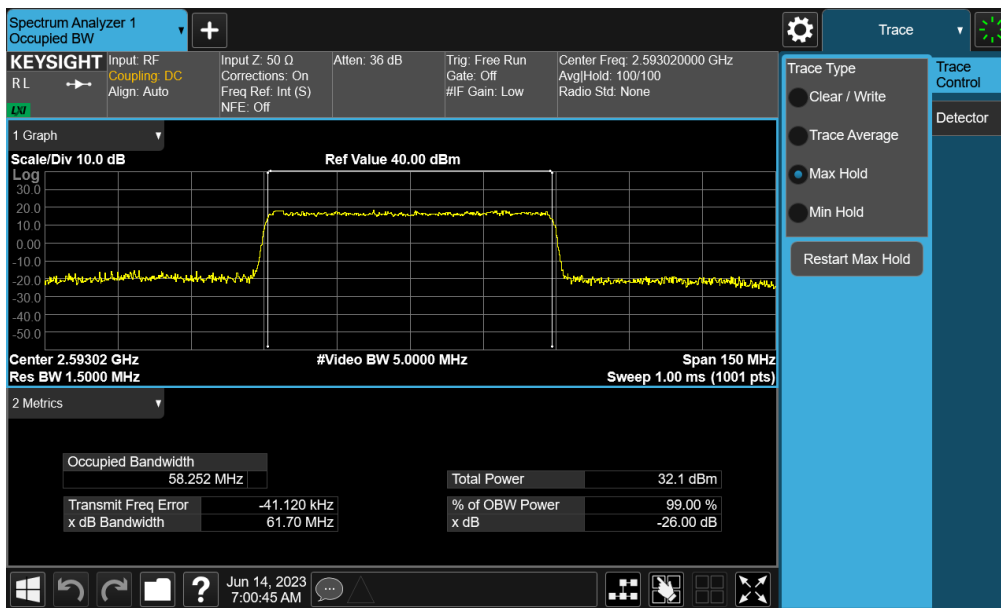 Spectrum Analyzer 1
Occupied BW
Trace
KEYSIGHT
RL
LXI
Input: RF
Coupling: DC
Align: Auto
Input Z: 50 Ω
Corrections: On
Freq Ref: Int (S)
NFE: Off
Atten: 36 dB
Trig: Free Run
Gate: Off
#IF Gain: Low
Center Freq: 2.593020000 GHz
Avg|Hold: 100/100
Radio Std: None
1 Graph
Scale/Div 10.0 dB
Ref Value 40.00 dBm
Log
30.0
20.0
10.0
0.00
-10.0
-20.0
-30.0
-40.0
-50.0
Center 2.59302 GHz
#Video BW 5.0000 MHz
Span 150 MHz
Res BW 1.5000 MHz
Sweep 1.00 ms (1001 pts)
2 Metrics
Occupied Bandwidth
58.252 MHz
Total Power 32.1 dBm
Transmit Freq Error -41.120 kHz
% of OBW Power 99.00 %
x dB Bandwidth 61.70 MHz
x dB -26.00 dB
Trace Type
Clear / Write
Trace Average
Max Hold
Min Hold
Restart Max Hold
Trace
Control
Detector
?
Jun 14, 2023
7:00:45 AM